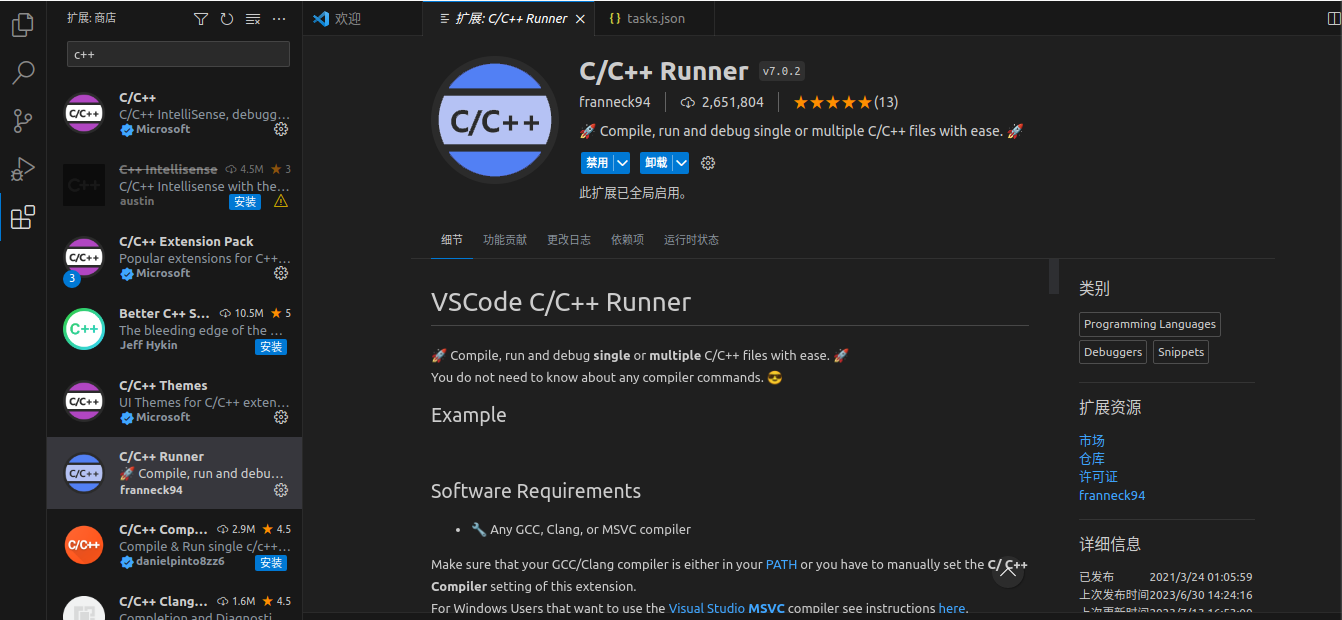 扩展: 商店
c++
C/C++
C/C++
C/C++ IntelliSense, debugg...
Microsoft
C++
C++ Intellisense 4.5M 3
C/C++ Intellisense with the...
austin 安装
C/C++
3
C/C++ Extension Pack
Popular extensions for C++...
Microsoft
C++
Better C++ S... 10.5M 5
The bleeding edge of the ...
Jeff Hykin 安装
C/C++
C/C++ Themes
UI Themes for C/C++ exten...
Microsoft
C/C++
C/C++ Runner
🚀 Compile, run and debu...
franneck94
C/C++
C/C++ Comp... 2.9M 4.5
Compile & Run single c/c++...
danielpinto8zz6 安装
C/C++ Clang... 1.6M 4.5
Completion and Diagnosti...
欢迎
扩展: C/C++ Runner
{} tasks.json
C/C++
C/C++ Runner v7.0.2
franneck94 2,651,804 ★★★★★(13)
🚀 Compile, run and debug single or multiple C/C++ files with ease. 🚀
禁用 卸载
此扩展已全局启用。
细节 功能贡献 更改日志 依赖项 运行时状态
VSCode C/C++ Runner
🚀 Compile, run and debug single or multiple C/C++ files with ease. 🚀
You do not need to know about any compiler commands. 😎
Example
Software Requirements
• 🔧 Any GCC, Clang, or MSVC compiler
Make sure that your GCC/Clang compiler is either in your PATH or you have to manually set the C/C++
Compiler setting of this extension.
For Windows Users that want to use the Visual Studio MSVC compiler see instructions here.
类别
Programming Languages
Debuggers Snippets
扩展资源
市场
仓库
许可证
franneck94
详细信息
已发布 2021/3/24 01:05:59
上次发布时间2023/6/30 14:24:16
上次更新时间